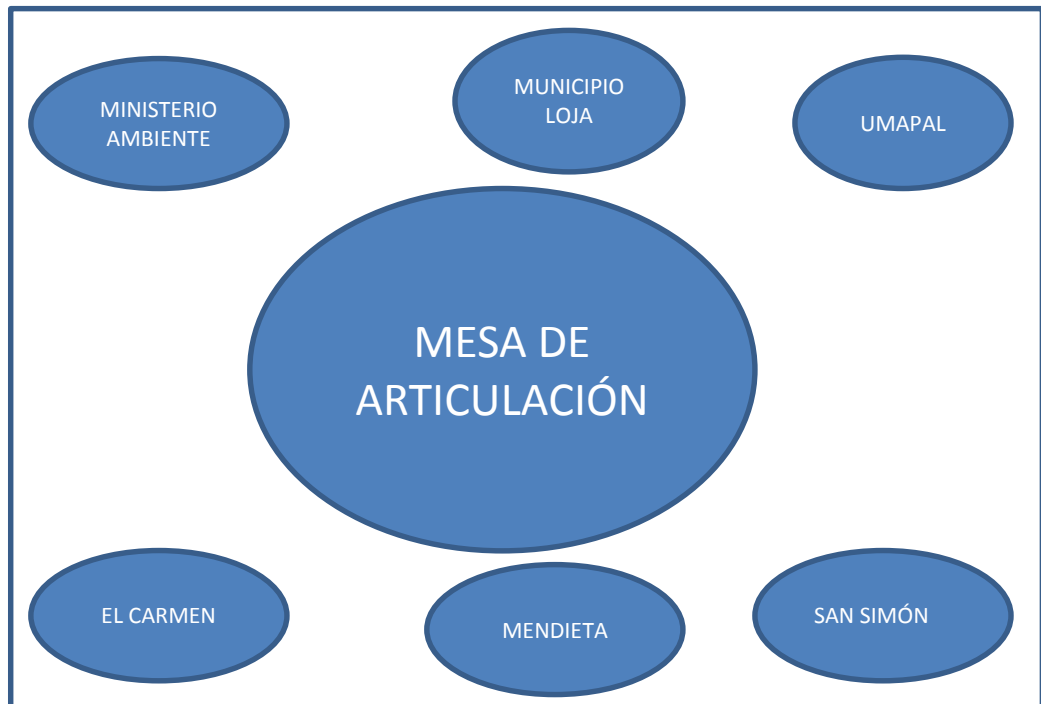 MINISTERIO
AMBIENTE
MUNICIPIO
LOJA
UMAPAL
MESA DE
ARTICULACIÓN
EL CARMEN
MENDIETA
SAN SIMÓN